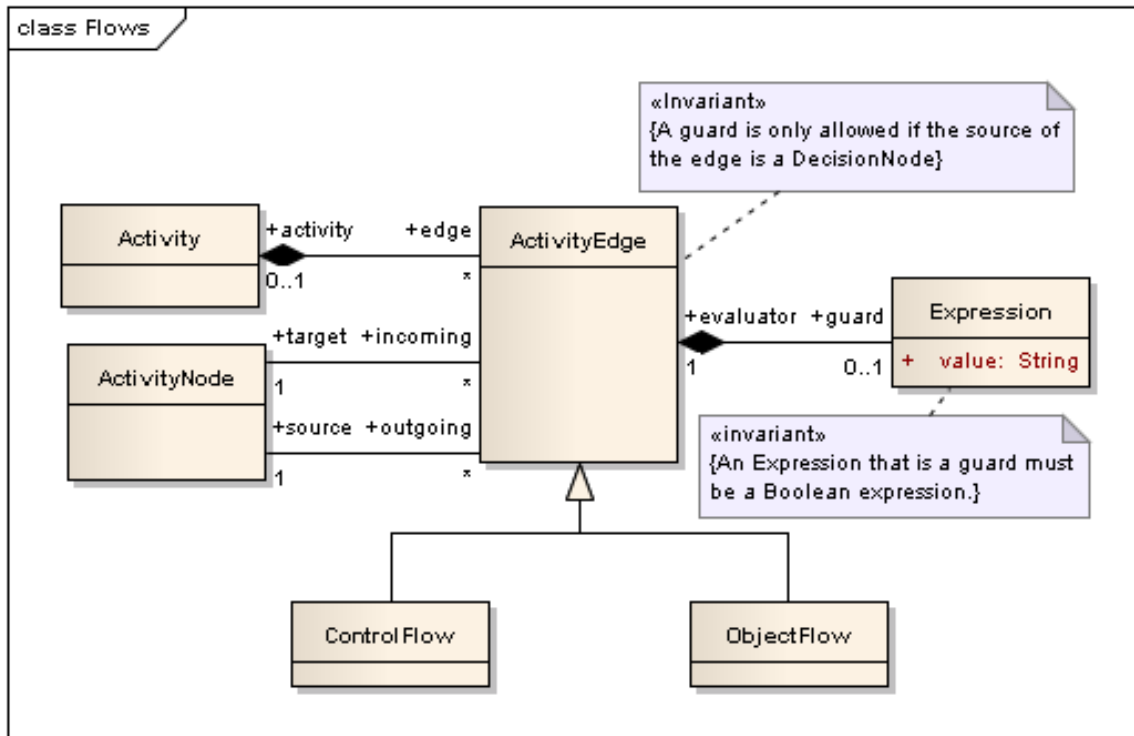 class Flows
«Invariant»
{A guard is only allowed if the source of
the edge is a DecisionNode}
Activity
+activity
+edge
0..1
*
ActivityEdge
+evaluator
+guard
1
0..1
Expression
+ value: String
ActivityNode
+target
+incoming
1
*
+source
+outgoing
1
*
«invariant»
{An Expression that is a guard must
be a Boolean expression.}
ControlFlow
ObjectFlow